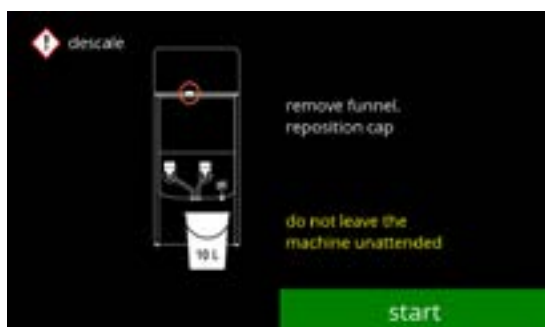 descale
remove funnel.
reposition cap
do not leave the
machine unattended
10 L
start